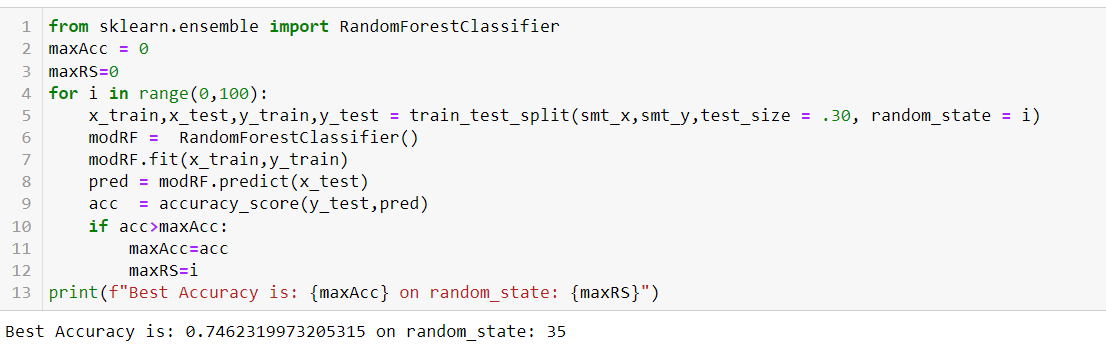 1 from sklearn.ensemble import RandomForestClassifier
2 maxAcc = 0
3 maxRS=0
4 for i in range(0,100):
5     x_train,x_test,y_train,y_test = train_test_split(smt_x,smt_y,test_size = .30, random_state = i)
6     modRF =  RandomForestClassifier()
7     modRF.fit(x_train,y_train)
8     pred = modRF.predict(x_test)
9     acc  = accuracy_score(y_test,pred)
10     if acc>maxAcc:
11         maxAcc=acc
12         maxRS=i
13 print(f"Best Accuracy is: {maxAcc} on random_state: {maxRS}")
Best Accuracy is: 0.7462319973205315 on random_state: 35